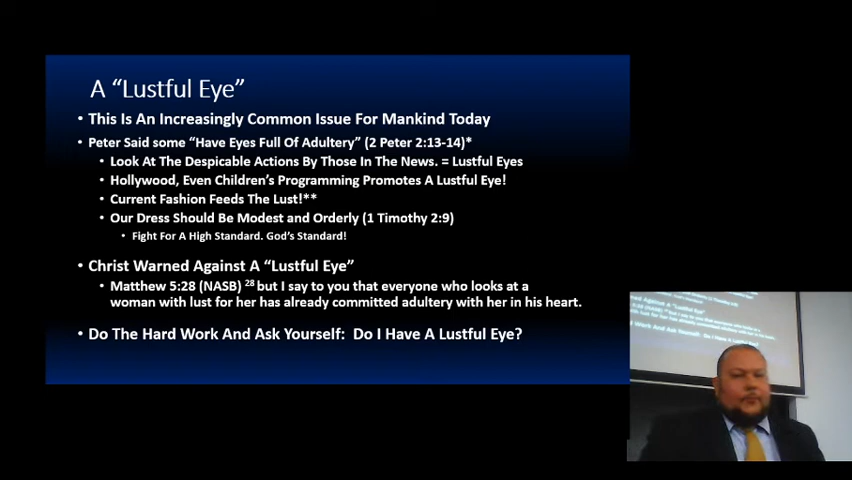 A “Lustful Eye”
• This Is An Increasingly Common Issue For Mankind Today
• Peter Said some “Have Eyes Full Of Adultery” (2 Peter 2:13-14)*
• Look At The Despicable Actions By Those In The News. = Lustful Eyes
• Hollywood, Even Children’s Programming Promotes A Lustful Eye!
• Current Fashion Feeds The Lust!**
• Our Dress Should Be Modest and Orderly (1 Timothy 2:9)
• Fight For A High Standard. God’s Standard!
• Christ Warned Against A “Lustful Eye”
• Matthew 5:28 (NASB) 28 but I say to you that everyone who looks at a
woman with lust for her has already committed adultery with her in his heart.
• Do The Hard Work And Ask Yourself:  Do I Have A Lustful Eye?